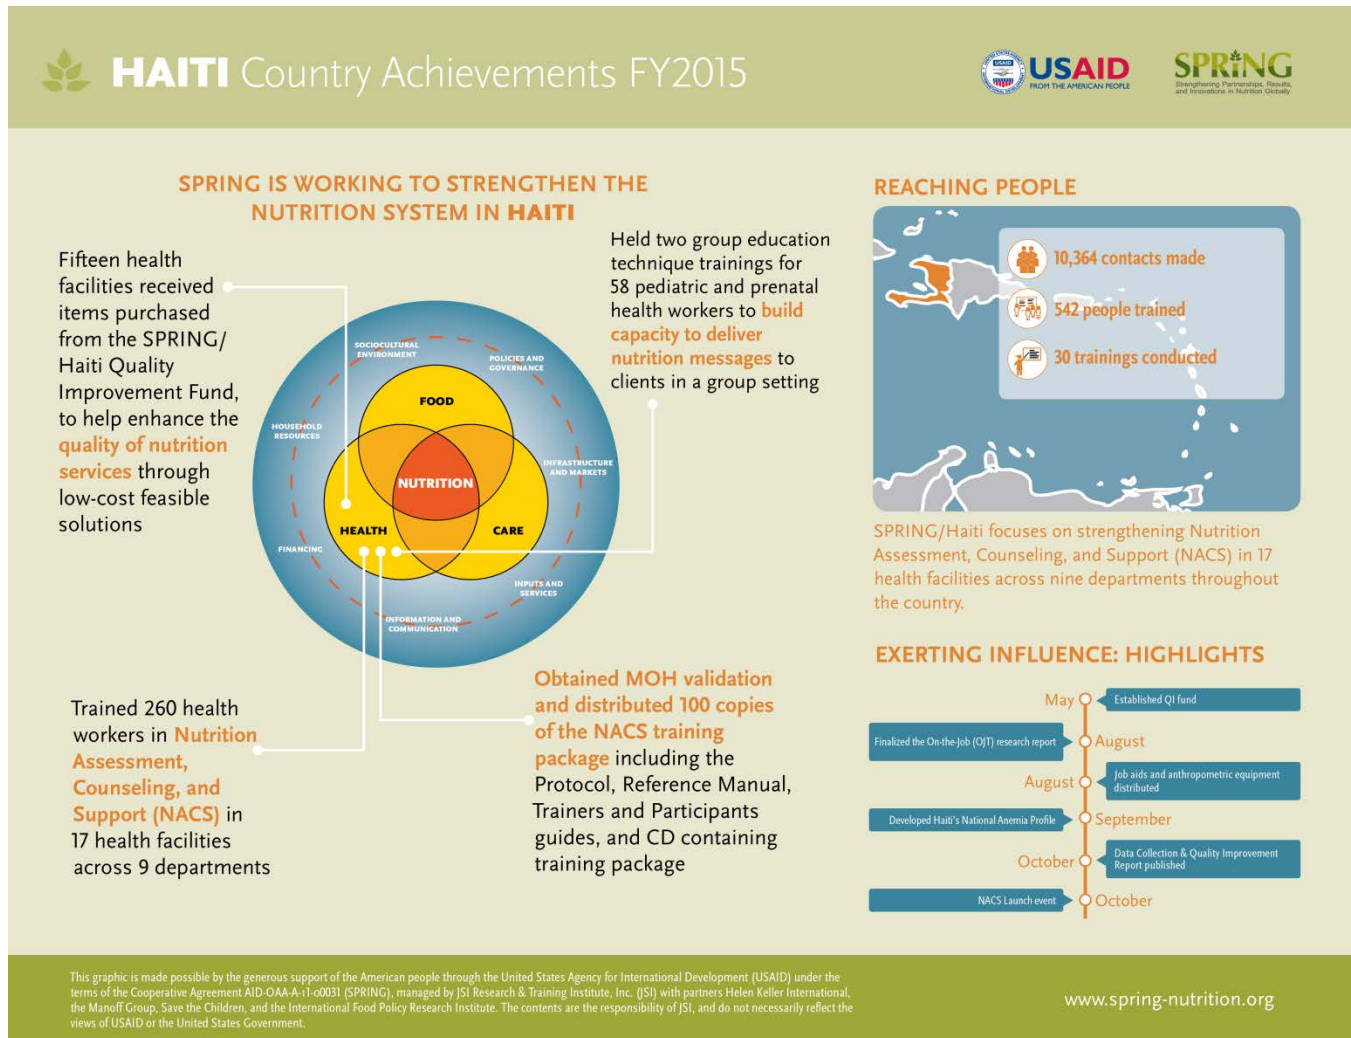 HAITI Country Achievements FY2015
USAID
USAID
FROM THE AMERICAN PEOPLE
SPRING
Strengthening Partnerships, Results,
and Innovations in Nutrition Globally
SPRING IS WORKING TO STRENGTHEN THE
NUTRITION SYSTEM IN HAITI
Fifteen health
facilities received
items purchased
from the SPRING/
Haiti Quality
Improvement Fund,
to help enhance the
quality of nutrition
services through
low-cost feasible
solutions
Held two group education
technique trainings for
58 pediatric and prenatal
health workers to build
capacity to deliver
nutrition messages to
clients in a group setting
SOCIOCULTURAL
ENVIRONMENT
POLICIES AND
GOVERNANCE
FOOD
HOUSEHOLD
RESOURCES
INFRASTRUCTURE
AND MARKETS
NUTRITION
HEALTH
CARE
FINANCING
INPUTS AND
SERVICES
INFORMATION AND
COMMUNICATION
Trained 260 health
workers in Nutrition
Assessment,
Counseling, and
Support (NACS) in
17 health facilities
across 9 departments
Obtained MOH validation
and distributed 100 copies
of the NACS training
package including the
Protocol, Reference Manual,
Trainers and Participants
guides, and CD containing
training package
REACHING PEOPLE
10,364 contacts made
542 people trained
30 trainings conducted
SPRING/Haiti focuses on strengthening Nutrition
Assessment, Counseling, and Support (NACS) in 17
health facilities across nine departments throughout
the country.
EXERTING INFLUENCE: HIGHLIGHTS
May
Established QI fund
Finalized the On-the-Job (OJT) research report
August
August
Job aids and anthropometric equipment
distributed
Developed Haiti's National Anemia Profile
September
October
Data Collection & Quality Improvement
Report published
NACS Launch event
October
This graphic is made possible by the generous support of the American people through the United States Agency for International Development (USAID) under the
terms of the Cooperative Agreement AID-OAA-A-11-00031 (SPRING), managed by JSI Research & Training Institute, Inc. (JSI) with partners Helen Keller International,
the Manoff Group, Save the Children, and the International Food Policy Research Institute. The contents are the responsibility of JSI, and do not necessarily reflect the
views of USAID or the United States Government.
www.spring-nutrition.org